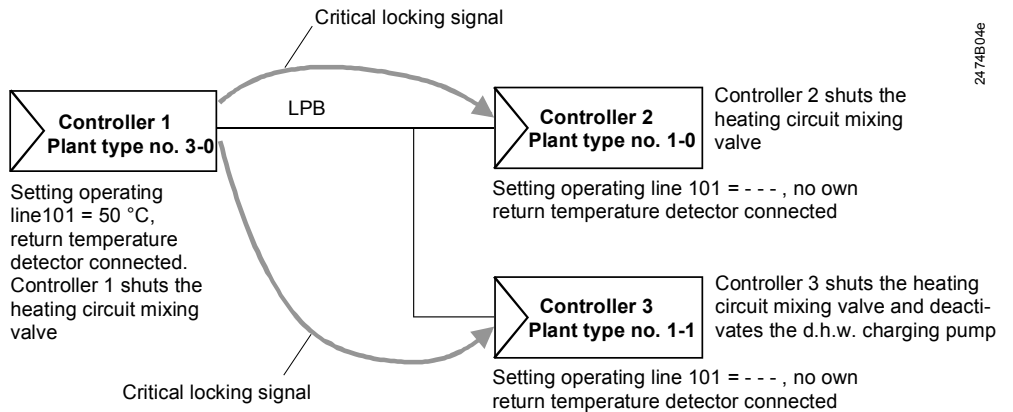 Critical locking signal
2474B04e
LPB
Controller 1
Plant type no. 3-0
Controller 2
Plant type no. 1-0
Controller 2 shuts the
heating circuit mixing
valve
Setting operating
line101 = 50 °C,
return temperature
detector connected.
Controller 1 shuts the
heating circuit mixing
valve
Setting operating line 101 = - - - , no own
return temperature detector connected
Controller 3
Plant type no. 1-1
Controller 3 shuts the heating
circuit mixing valve and deacti-
vates the d.h.w. charging pump
Setting operating line 101 = - - - , no own
return temperature detector connected
Critical locking signal